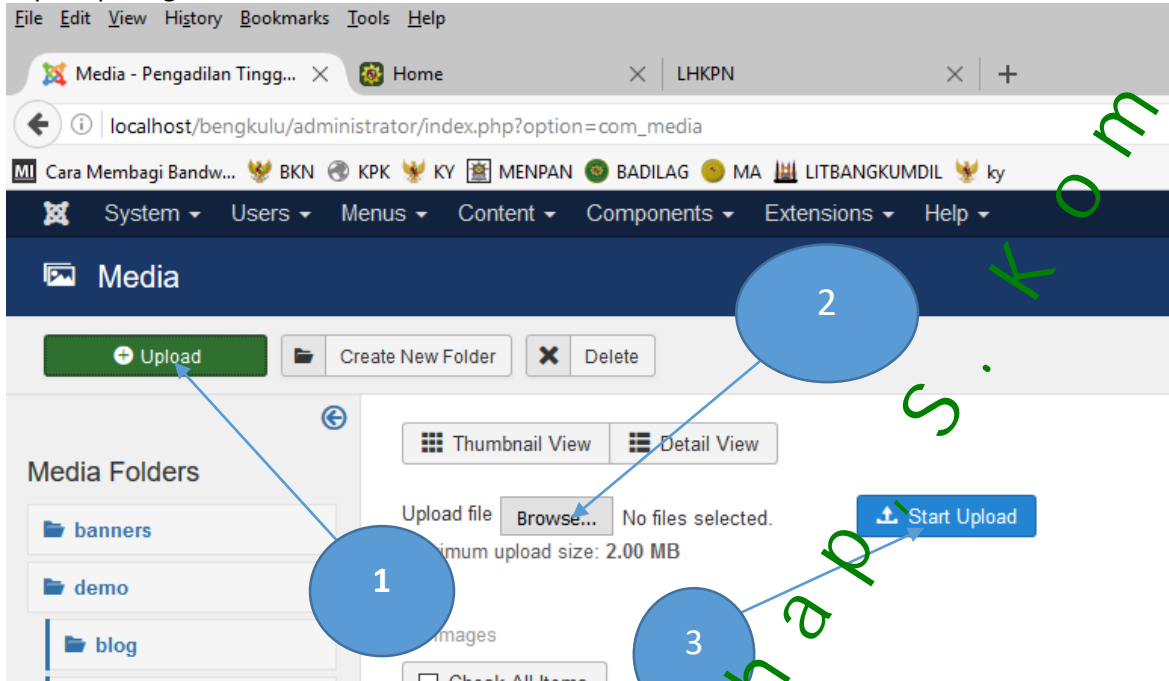 File Edit View History Bookmarks Tools Help
Media - Pengadilan Tingg... Home LHKPN
localhost/bengkulu/administrator/index.php?option=com_media
MI Cara Membagi Bandw... BKN KPK KY MENPAN BADILAG MA LITBANGKUMDIL ky
System Users Menus Content Components Extensions Help
Media
2
Upload Create New Folder Delete
Thumbnail View Detail View
Media Folders
Upload file Browse... No files selected. Start Upload
banners
upload size: 2.00 MB
1
demo
3
blog
hap, S.Kom